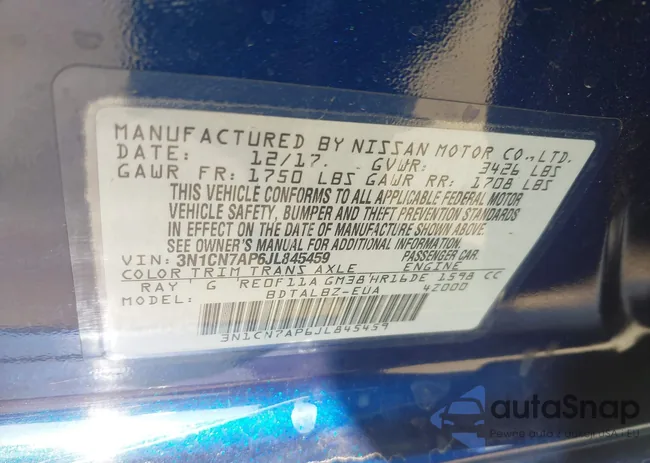 MANUFACTURED BY NISSAN MOTOR CO., LTD.
DATE: 12/17. GVWR: 3426 LBS
GAWR FR: 1750 LBS GAWR RR: 1708 LBS
THIS VEHICLE CONFORMS TO ALL APPLICABLE FEDERAL MOTOR
VEHICLE SAFETY, BUMPER AND THEFT PREVENTION STANDARDS
IN EFFECT ON THE DATE OF MANUFACTURE SHOWN ABOVE
.SEE OWNER'S MANUAL FOR ADDITIONAL INFORMATION.
VIN: 3N1CN7AP6JL845459 PASSENGER CAR.
COLOR TRIM TRANS AXLE ENGINE
RAY G RE0F11A GM38 HR16DE 1598 CC
MODEL: BDTALBZ-EUA 42000
3N1CN7AP6JL845459
autaSnap